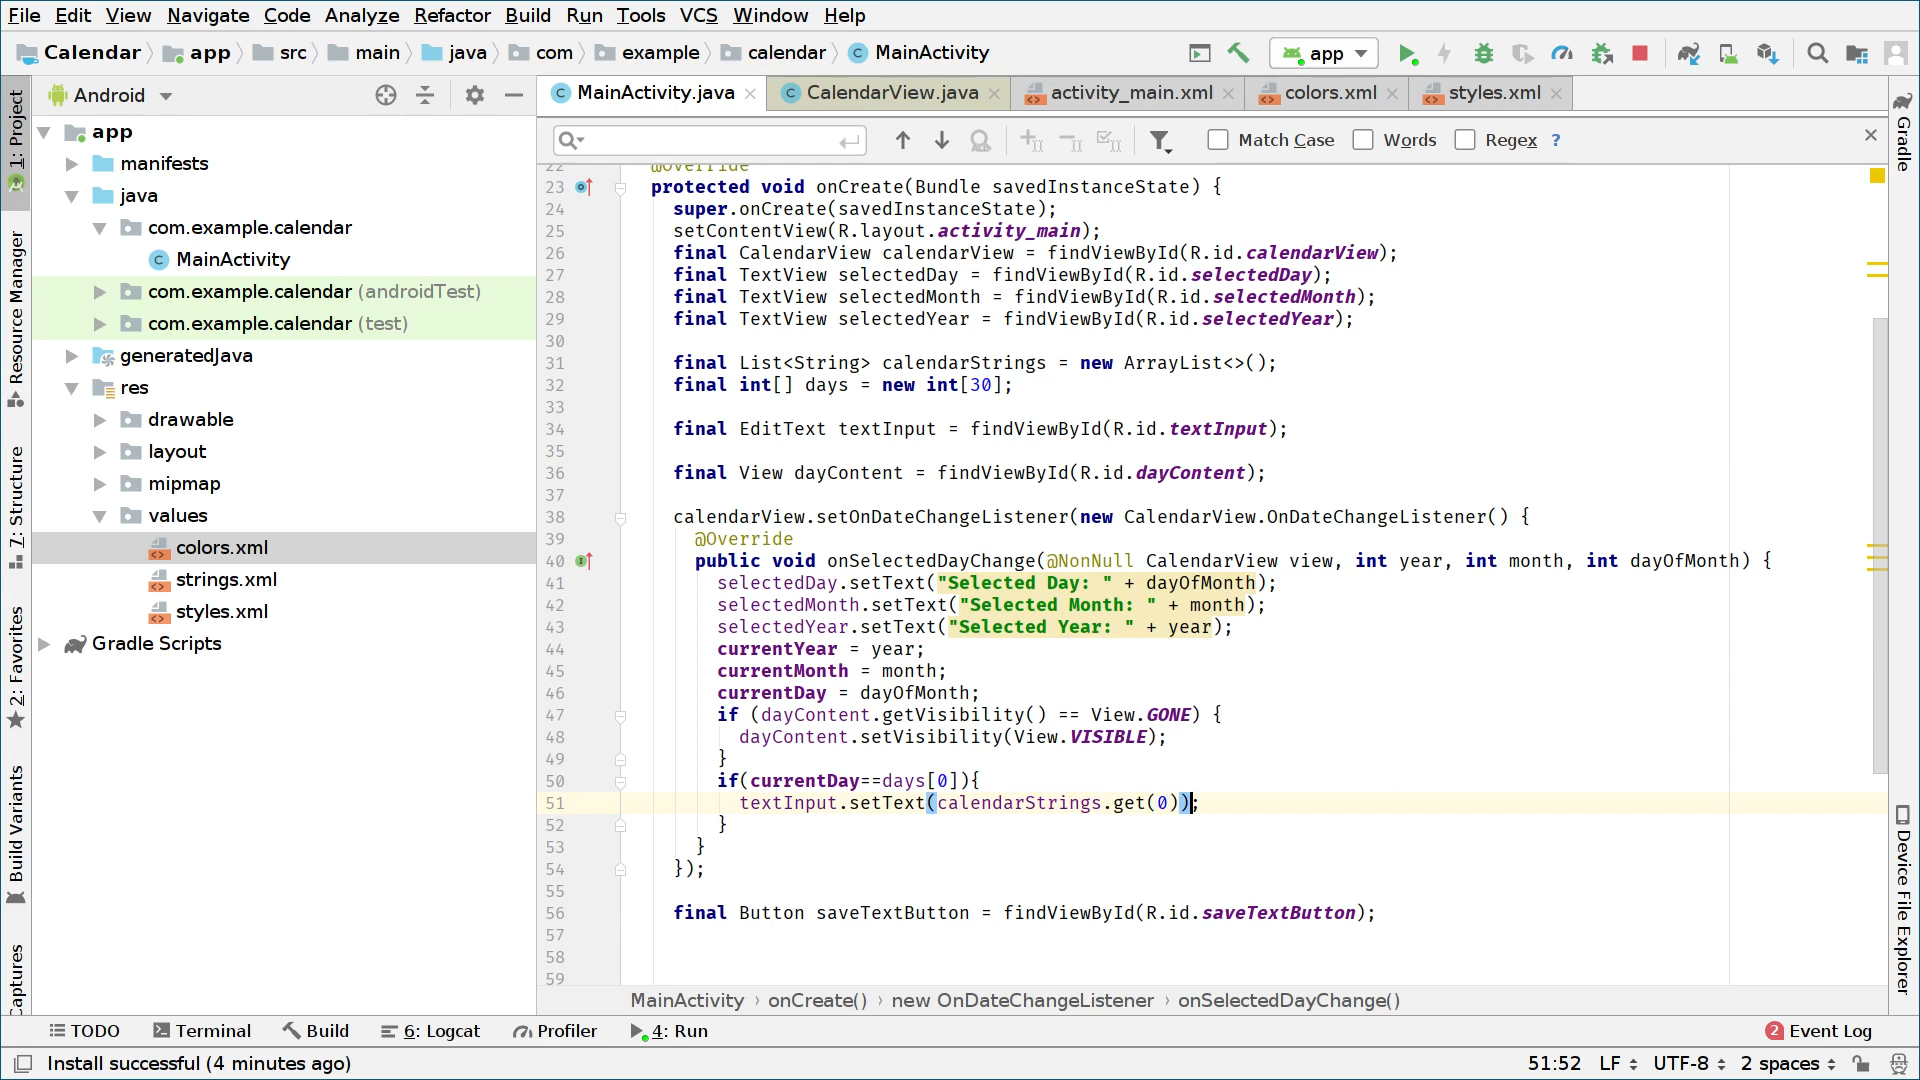 File Edit View Navigate Code Analyze Refactor Build Run Tools VCS Window Help
Calendar app src main java com example calendar C MainActivity app
Android
C MainActivity.java C CalendarView.java activity_main.xml colors.xml styles.xml
Match Case Words Regex ?
app
manifests
java
com.example.calendar
C MainActivity
com.example.calendar (androidTest)
com.example.calendar (test)
generatedJava
res
drawable
layout
mipmap
values
colors.xml
strings.xml
styles.xml
Gradle Scripts
1: Project
Resource Manager
7: Structure
2: Favorites
Build Variants
Captures
22 @Override
23 protected void onCreate(Bundle savedInstanceState) {
24 super.onCreate(savedInstanceState);
25 setContentView(R.layout.activity_main);
26 final CalendarView calendarView = findViewById(R.id.calendarView);
27 final TextView selectedDay = findViewById(R.id.selectedDay);
28 final TextView selectedMonth = findViewById(R.id.selectedMonth);
29 final TextView selectedYear = findViewById(R.id.selectedYear);
30
31 final List<String> calendarStrings = new ArrayList<>();
32 final int[] days = new int[30];
33
34 final EditText textInput = findViewById(R.id.textInput);
35
36 final View dayContent = findViewById(R.id.dayContent);
37
38 calendarView.setOnDateChangeListener(new CalendarView.OnDateChangeListener() {
39 @Override
40 public void onSelectedDayChange(@NonNull CalendarView view, int year, int month, int dayOfMonth) {
41 selectedDay.setText("Selected Day: " + dayOfMonth);
42 selectedMonth.setText("Selected Month: " + month);
43 selectedYear.setText("Selected Year: " + year);
44 currentYear = year;
45 currentMonth = month;
46 currentDay = dayOfMonth;
47 if (dayContent.getVisibility() == View.GONE) {
48 dayContent.setVisibility(View.VISIBLE);
49 }
50 if(currentDay==days[0]){
51 textInput.setText(calendarStrings.get(0));
52 }
53 }
54 });
55
56 final Button saveTextButton = findViewById(R.id.saveTextButton);
57
58
59
MainActivity › onCreate() › new OnDateChangeListener › onSelectedDayChange()
Gradle
Device File Explorer
TODO Terminal Build 6: Logcat Profiler 4: Run 2 Event Log
Install successful (4 minutes ago) 51:52 LF UTF-8 2 spaces